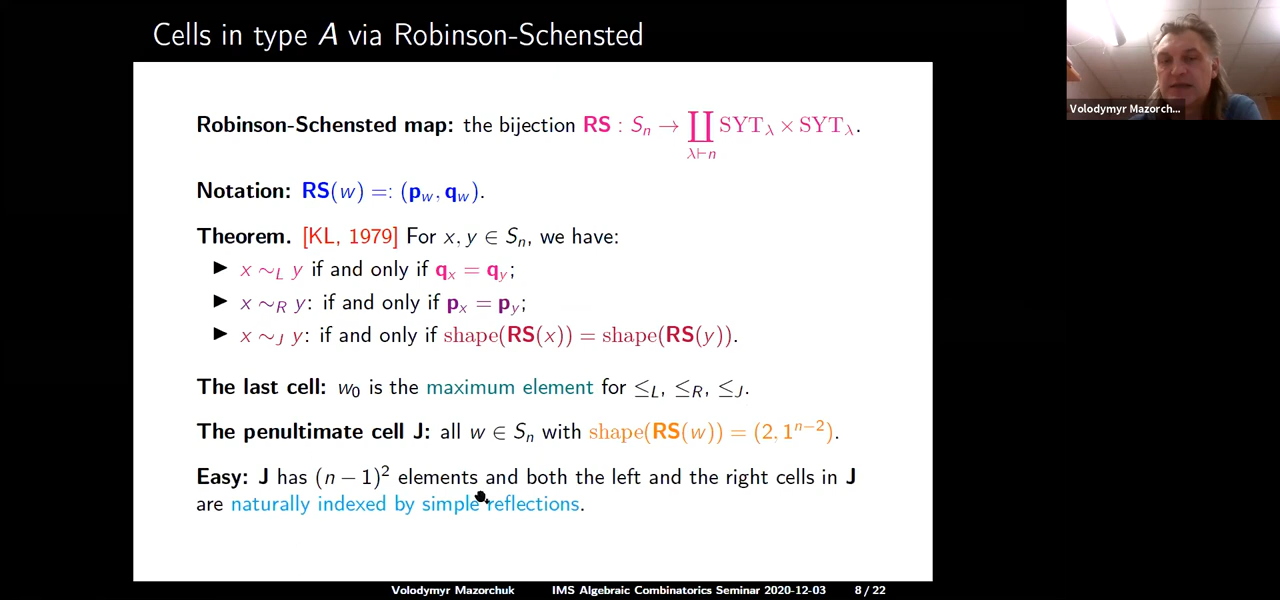 Cells in type A via Robinson-Schensted
Volodymyr Mazorch...
Robinson-Schensted map: the bijection RS : Sₙ → ∐ SYT_λ × SYT_λ.
λ⊢n
Notation: RS(w) =: (p_w, q_w).
Theorem. [KL, 1979] For x, y ∈ Sₙ, we have:
▶ x ∼_L y if and only if q_x = q_y;
▶ x ∼_R y: if and only if p_x = p_y;
▶ x ∼_J y: if and only if shape(RS(x)) = shape(RS(y)).
The last cell: w₀ is the maximum element for ≤_L, ≤_R, ≤_J.
The penultimate cell J: all w ∈ Sₙ with shape(RS(w)) = (2, 1ⁿ⁻²).
Easy: J has (n − 1)² elements and both the left and the right cells in J
are naturally indexed by simple reflections.
Volodymyr Mazorchuk IMS Algebraic Combinatorics Seminar 2020-12-03 8 / 22